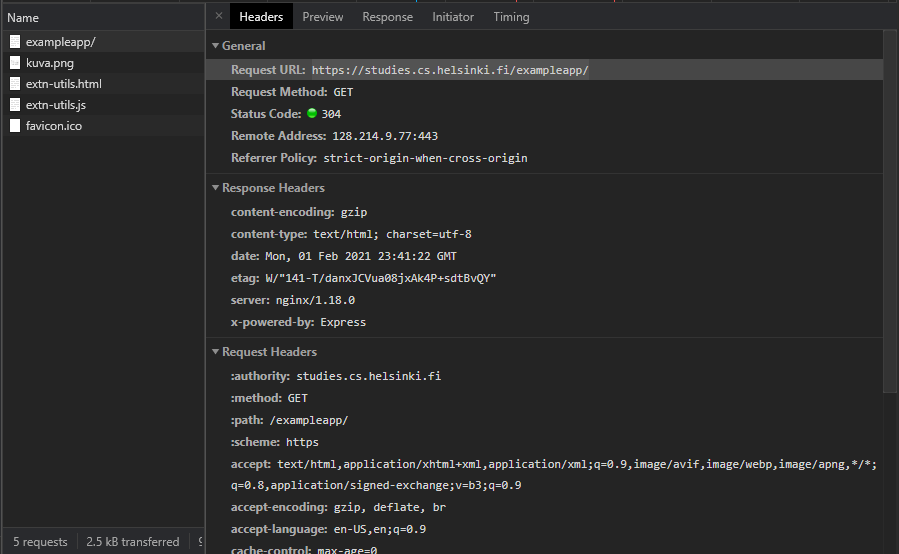 Name
exampleapp/
kuva.png
extn-utils.html
extn-utils.js
favicon.ico
5 requests 2.5 kB transferred
× Headers Preview Response Initiator Timing
General
Request URL: https://studies.cs.helsinki.fi/exampleapp/
Request Method: GET
Status Code: 304
Remote Address: 128.214.9.77:443
Referrer Policy: strict-origin-when-cross-origin
Response Headers
content-encoding: gzip
content-type: text/html; charset=utf-8
date: Mon, 01 Feb 2021 23:41:22 GMT
etag: W/"141-T/danxJCVua08jxAk4P+sdtBvQY"
server: nginx/1.18.0
x-powered-by: Express
Request Headers
:authority: studies.cs.helsinki.fi
:method: GET
:path: /exampleapp/
:scheme: https
accept: text/html,application/xhtml+xml,application/xml;q=0.9,image/avif,image/webp,image/apng,*/*;
q=0.8,application/signed-exchange;v=b3;q=0.9
accept-encoding: gzip, deflate, br
accept-language: en-US,en;q=0.9
cache-control: max-age=0